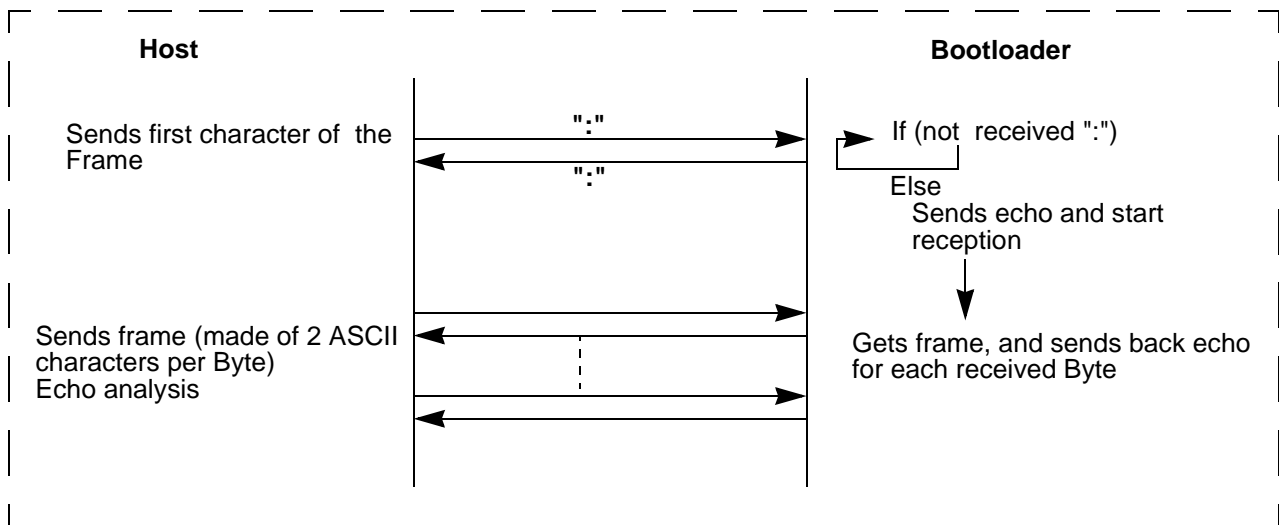 Host
Bootloader
Sends first character of the
Frame
":"
":"
If (not received ":")
Else
Sends echo and start
reception
Sends frame (made of 2 ASCII
characters per Byte)
Echo analysis
Gets frame, and sends back echo
for each received Byte